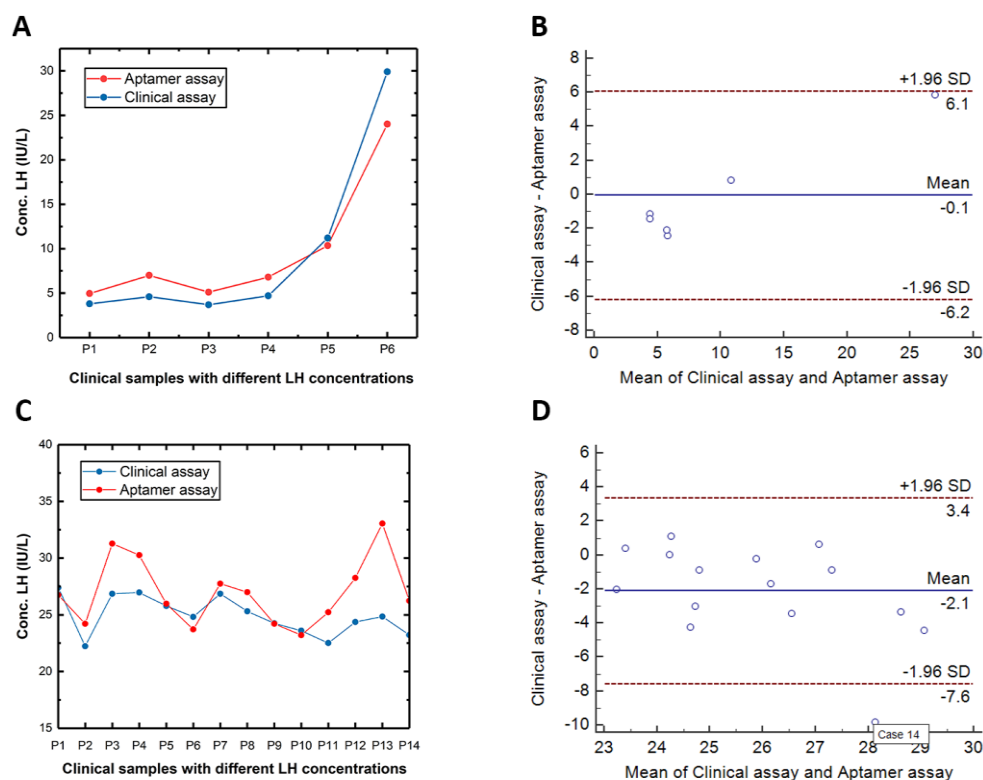 A
Conc. LH (IU/L)
30
25
20
15
10
5
0
Aptamer assay
Clinical assay
P1 P2 P3 P4 P5 P6
Clinical samples with different LH concentrations
B
Clinical assay - Aptamer assay
8
6
4
2
0
-2
-4
-6
-8
+1.96 SD
6.1
Mean
-0.1
-1.96 SD
-6.2
0 5 10 15 20 25 30
Mean of Clinical assay and Aptamer assay
C
Conc. LH (IU/L)
40
35
30
25
20
15
Clinical assay
Aptamer assay
P1 P2 P3 P4 P5 P6 P7 P8 P9 P10 P11 P12 P13 P14
Clinical samples with different LH concentrations
D
Clinical assay - Aptamer assay
6
4
2
0
-2
-4
-6
-8
-10
+1.96 SD
3.4
Mean
-2.1
-1.96 SD
-7.6
Case 14
23 24 25 26 27 28 29 30
Mean of Clinical assay and Aptamer assay